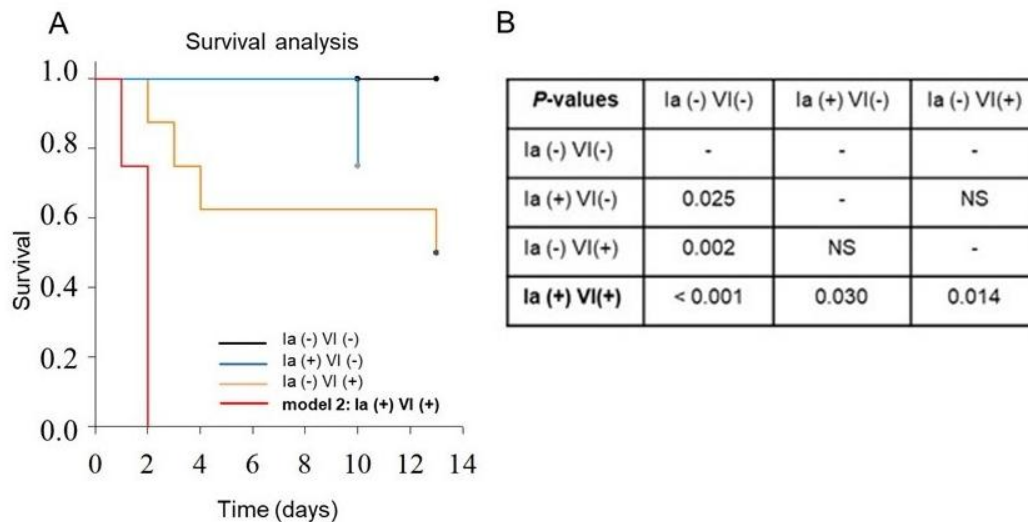 A
Survival analysis
Survival
1.0
0.8
0.6
0.4
0.2
0.0
0 2 4 6 8 10 12 14
Time (days)
Ia (-) VI (-)
Ia (+) VI (-)
Ia (-) VI (+)
model 2: Ia (+) VI (+)
B
P-values Ia (-) VI(-) Ia (+) VI(-) Ia (-) VI(+)
Ia (-) VI(-) - - -
Ia (+) VI(-) 0.025 - NS
Ia (-) VI(+) 0.002 NS -
Ia (+) VI(+) < 0.001 0.030 0.014